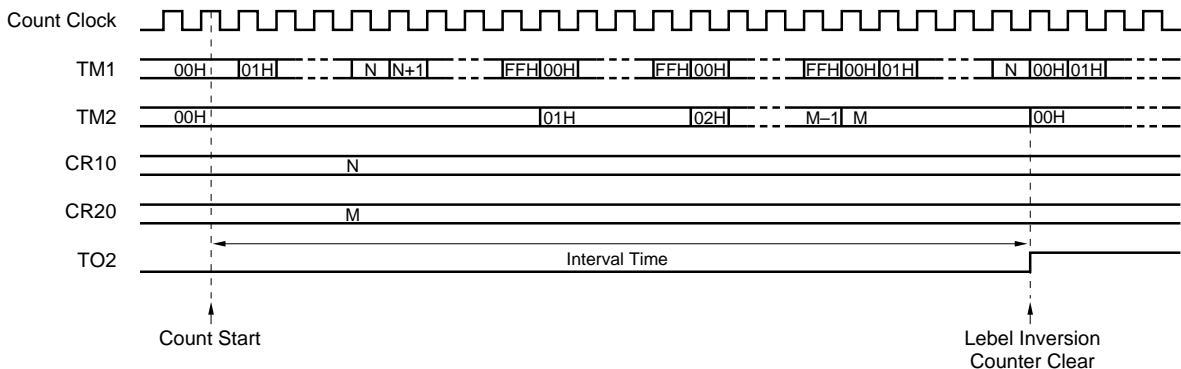 Count Clock
TM1 00H 01H N N+1 FFH 00H FFH 00H FFH 00H 01H N 00H 01H
TM2 00H 01H 02H M–1 M 00H
CR10 N
CR20 M
TO2 Interval Time
Count Start
Lebel Inversion
Counter Clear